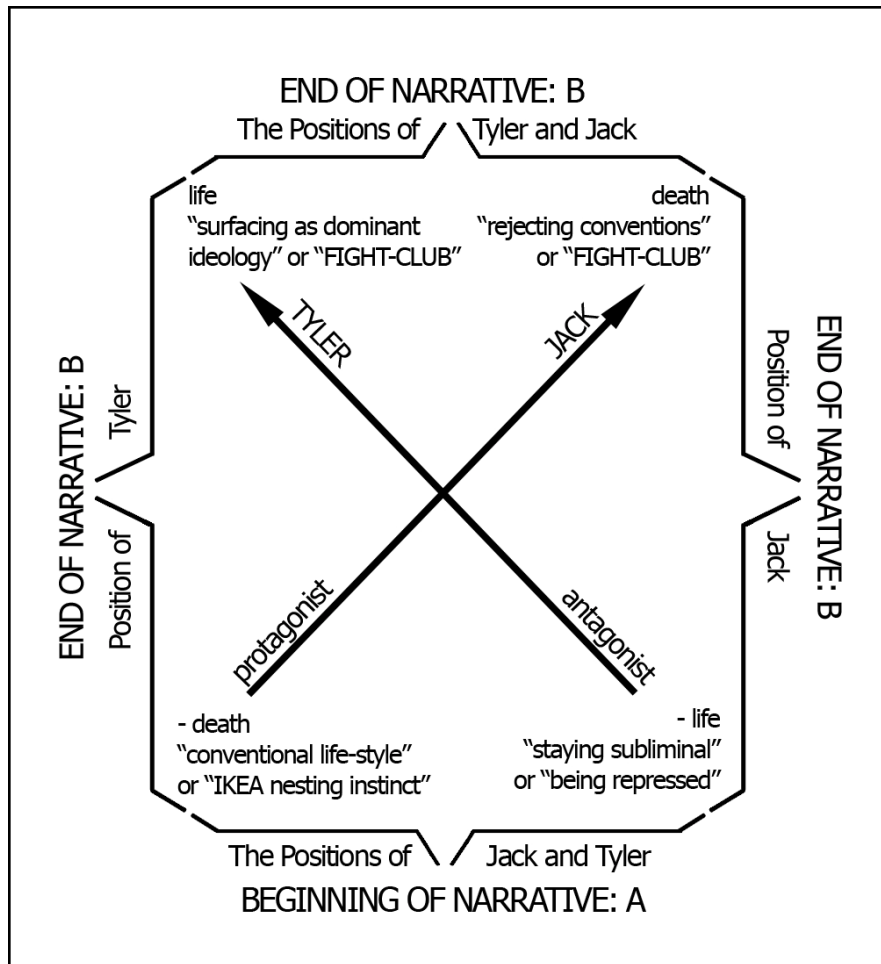 END OF NARRATIVE: B
The Positions of Tyler and Jack
life
“surfacing as dominant
ideology” or “FIGHT-CLUB”
death
“rejecting conventions”
or “FIGHT-CLUB”
TYLER
JACK
END OF NARRATIVE: B
Position of Tyler
END OF NARRATIVE: B
Position of Jack
protagonist
antagonist
- death
“conventional life-style”
or “IKEA nesting instinct”
- life
“staying subliminal”
or “being repressed”
The Positions of Jack and Tyler
BEGINNING OF NARRATIVE: A